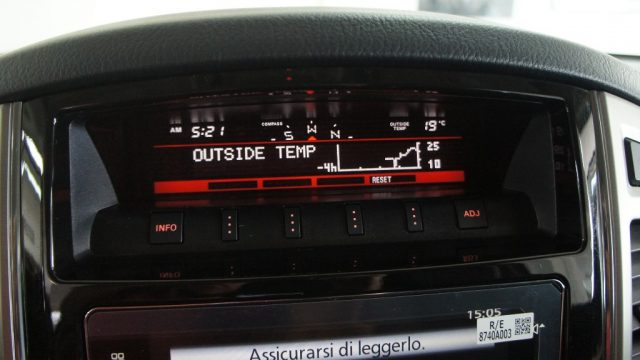 AM 5:21 COMPASS S W N OUTSIDE TEMP 19 °C
OUTSIDE TEMP -4h 25
10
RESET
INFO ADJ
15:05
R/E
8740A003
Assicurarsi di leggerlo.